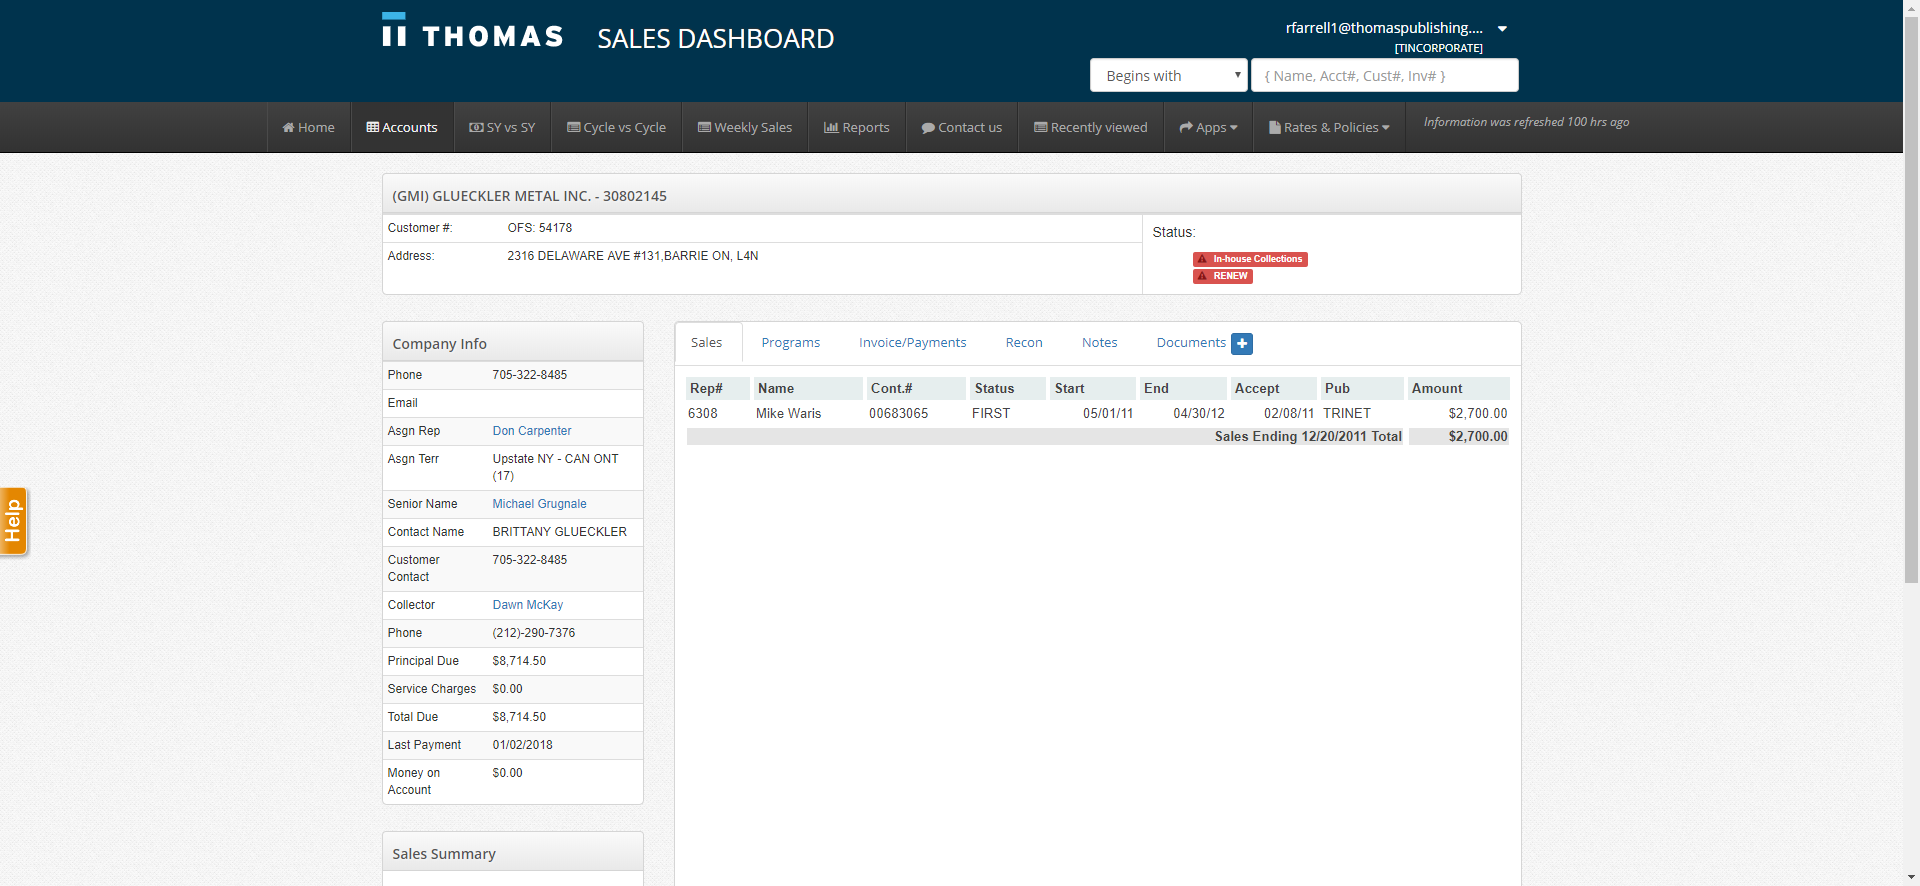 THOMAS SALES DASHBOARD
rfarrell1@thomaspublishing....
[TINCORPORATE]
Begins with { Name, Acct#, Cust#, Inv# }
Home Accounts SY vs SY Cycle vs Cycle Weekly Sales Reports Contact us Recently viewed Apps Rates & Policies Information was refreshed 100 hrs ago
(GMI) GLUECKLER METAL INC. - 30802145
Customer #: OFS: 54178
Address: 2316 DELAWARE AVE #131,BARRIE ON, L4N
Status:
In-house Collections
RENEW
Help
Company Info
Phone 705-322-8485
Email
Asgn Rep Don Carpenter
Asgn Terr Upstate NY - CAN ONT
(17)
Senior Name Michael Grugnale
Contact Name BRITTANY GLUECKLER
Customer 705-322-8485
Contact
Collector Dawn McKay
Phone (212)-290-7376
Principal Due $8,714.50
Service Charges $0.00
Total Due $8,714.50
Last Payment 01/02/2018
Money on $0.00
Account
Sales Summary
Sales Programs Invoice/Payments Recon Notes Documents +
Rep# Name Cont.# Status Start End Accept Pub Amount
6308 Mike Waris 00683065 FIRST 05/01/11 04/30/12 02/08/11 TRINET $2,700.00
Sales Ending 12/20/2011 Total $2,700.00